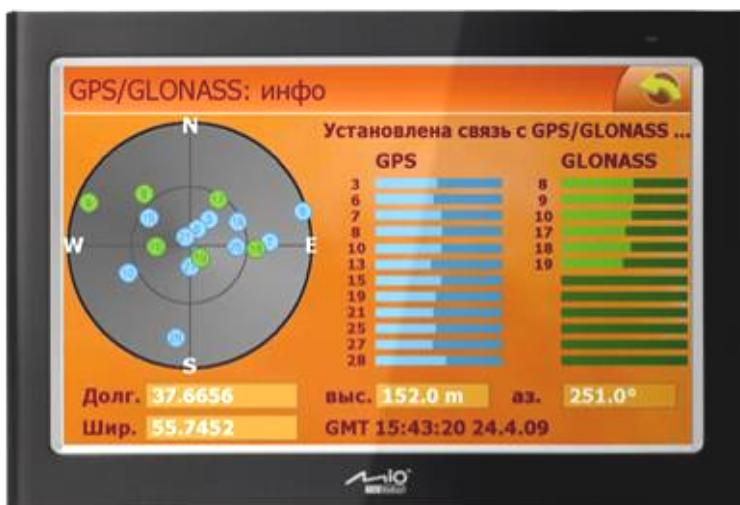 GPS/GLONASS: инфо
Установлена связь с GPS/GLONASS ...
GPS
GLONASS
N
W
E
S
3
6
7
8
10
13
15
19
21
25
27
28
8
9
10
17
18
19
Долг. 37.6656
выс. 152.0 m
аз. 251.0°
Шир. 55.7452
GMT 15:43:20 24.4.09
Mio